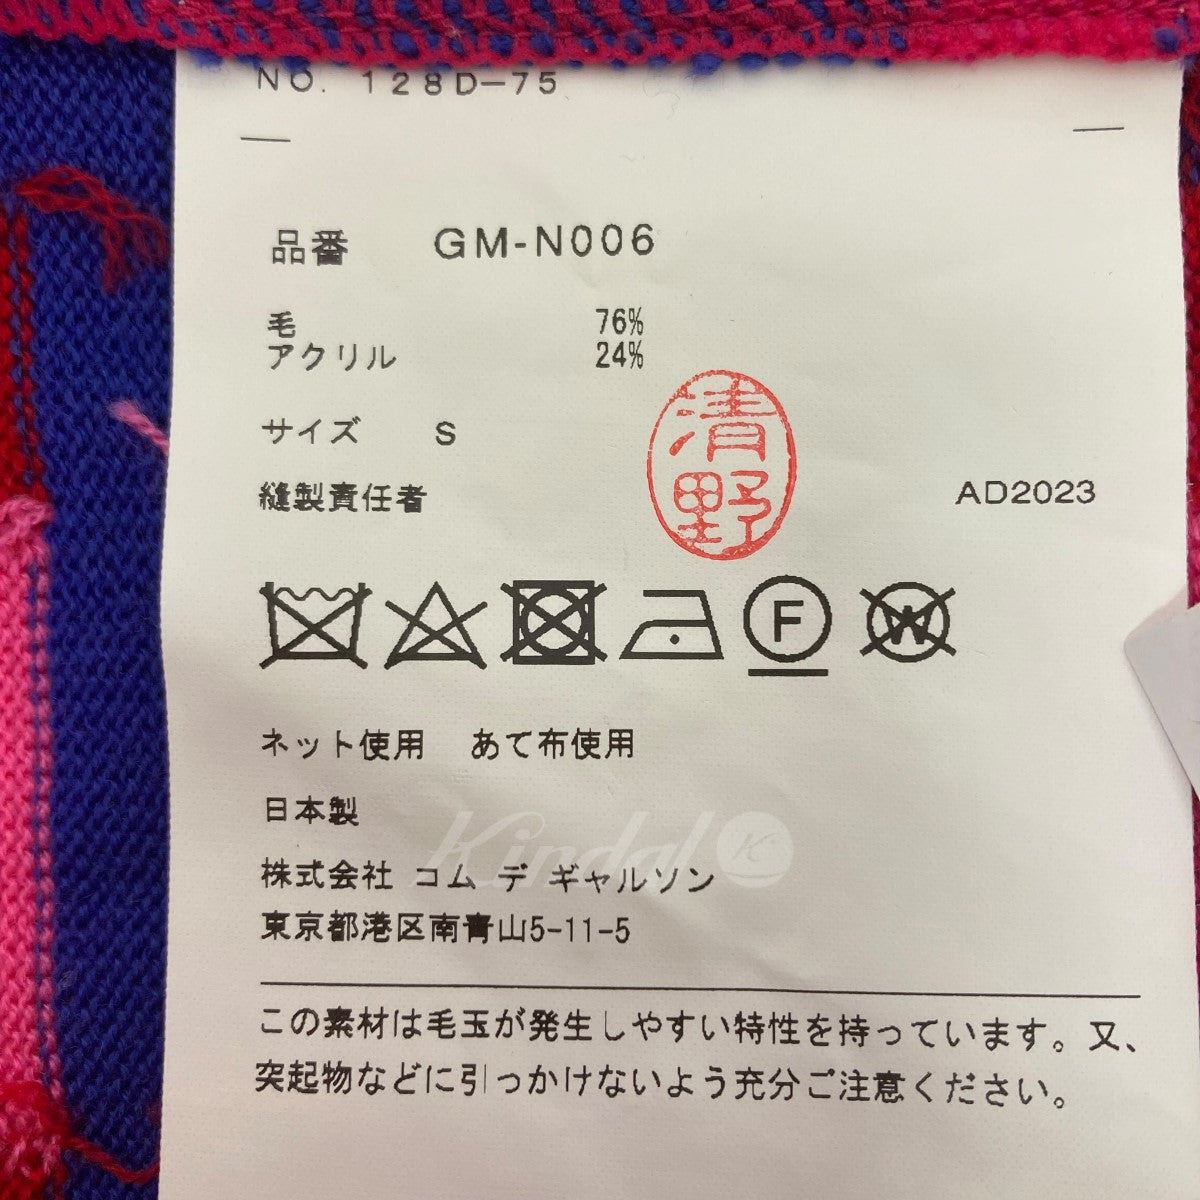 NO. 128D-75
品番 GM-N006
毛 76%
アクリル 24%
サイズ S
清野
縫製責任者 AD2023
F W
ネット使用 あて布使用
日本製
Kindal K
株式会社 コム デ ギャルソン
東京都港区南青山5-11-5
この素材は毛玉が発生しやすい特性を持っています。又、
突起物などに引っかけないよう充分ご注意ください。